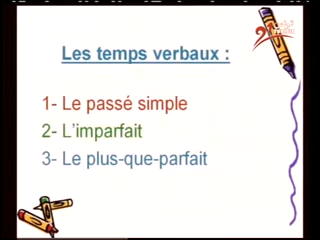 Les temps verbaux :
1- Le passé simple
2- L'imparfait
3- Le plus-que-parfait